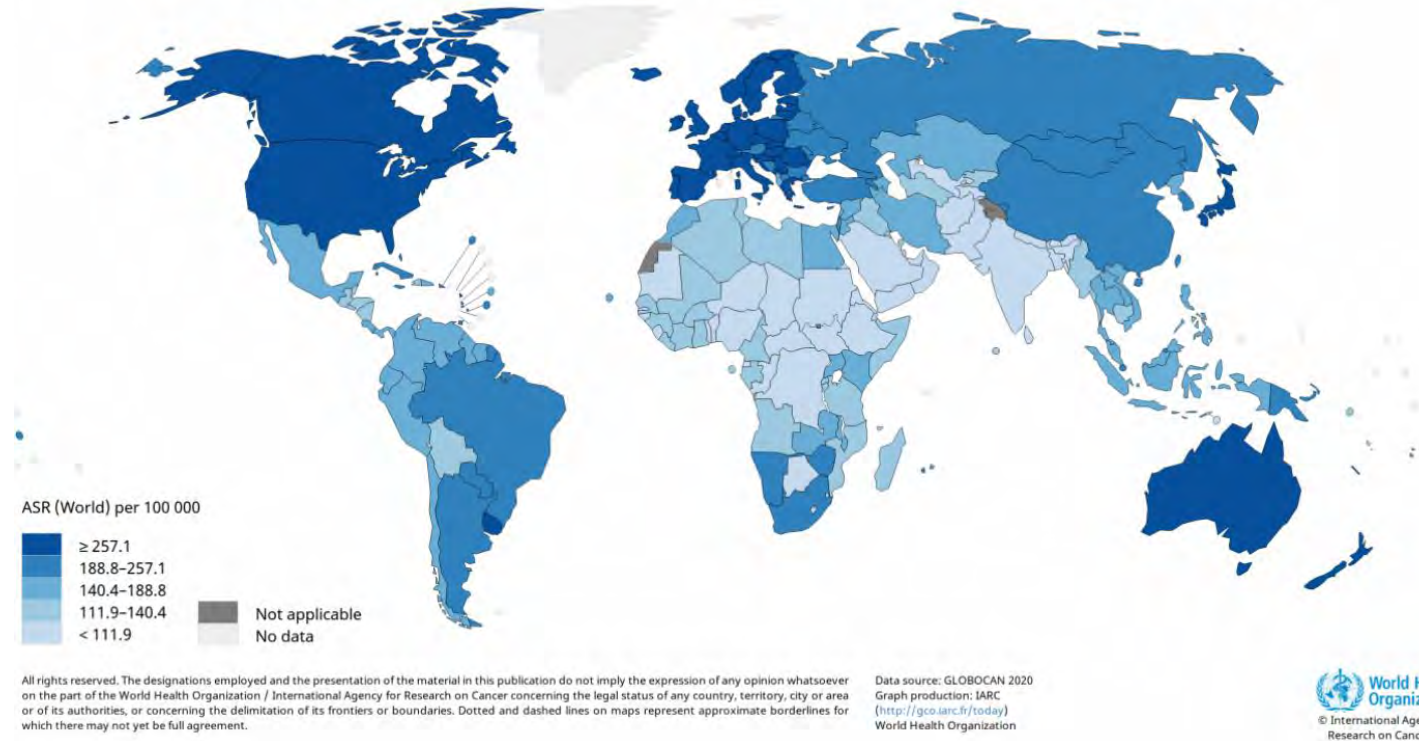 ASR (World) per 100 000
≥ 257.1
188.8–257.1
140.4–188.8
111.9–140.4
< 111.9
Not applicable
No data
All rights reserved. The designations employed and the presentation of the material in this publication do not imply the expression of any opinion whatsoever
on the part of the World Health Organization / International Agency for Research on Cancer concerning the legal status of any country, territory, city or area
or of its authorities, or concerning the delimitation of its frontiers or boundaries. Dotted and dashed lines on maps represent approximate borderlines for
which there may not yet be full agreement.
Data source: GLOBOCAN 2020
Graph production: IARC
(http://gco.iarc.fr/today)
World Health Organization
World H
Organiz
© International Age
Research on Canc